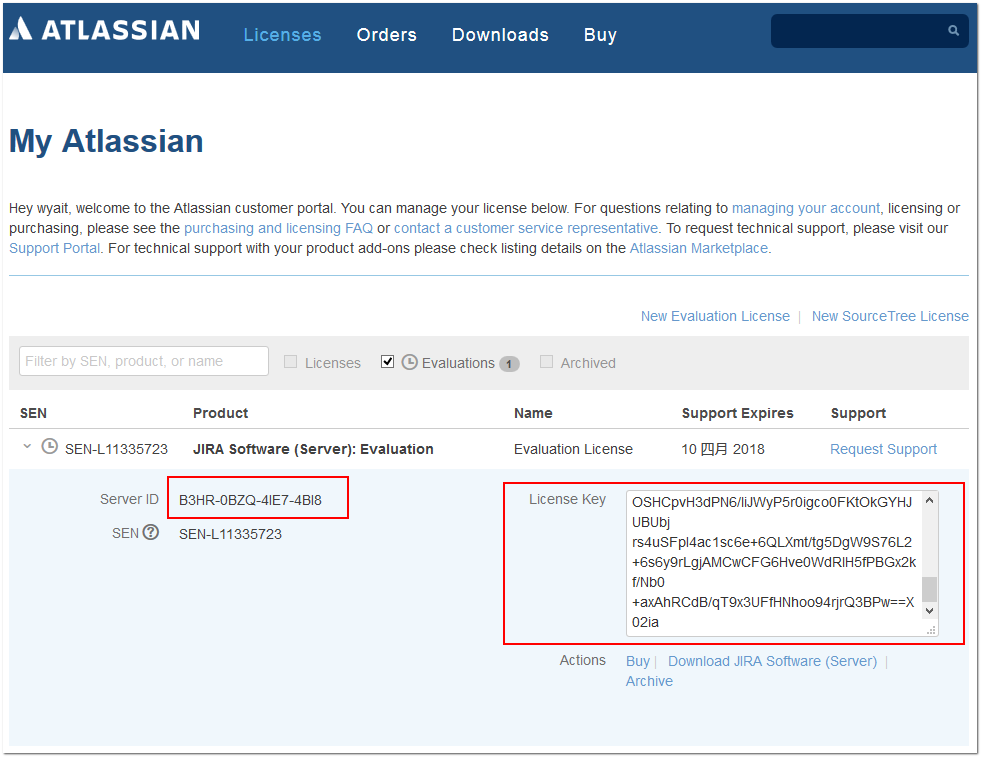 ATLASSIAN Licenses Orders Downloads Buy
My Atlassian
Hey wyait, welcome to the Atlassian customer portal. You can manage your license below. For questions relating to managing your account, licensing or
purchasing, please see the purchasing and licensing FAQ or contact a customer service representative. To request technical support, please visit our
Support Portal. For technical support with your product add-ons please check listing details on the Atlassian Marketplace.
New Evaluation License | New SourceTree License
Filter by SEN, product, or name Licenses Evaluations 1 Archived
SEN Product Name Support Expires Support
SEN-L11335723 JIRA Software (Server): Evaluation Evaluation License 10 四月 2018 Request Support
Server ID B3HR-0BZQ-4IE7-4BI8
SEN ? SEN-L11335723
License Key
OSHCpvH3dPN6/IiJWyP5r0igco0FKtOkGYHJ
UBUbj
rs4uSFpI4ac1sc6e+6QLXmt/tg5DgW9S76L2
+6s6y9rLgjAMCwCFG6Hve0WdRlH5fPBGx2k
f/Nb0
+axAhRCdB/qT9x3UFfHNhoo94rjrQ3BPw==X
02ia
Actions Buy | Download JIRA Software (Server) |
Archive